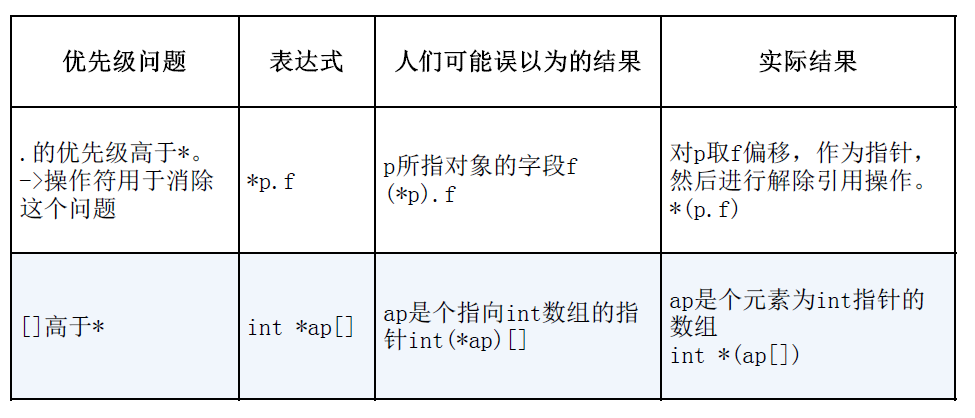 优先级问题
表达式
人们可能误以为的结果
实际结果
.的优先级高于*。
->操作符用于消除
这个问题
*p.f
p所指对象的字段f
(*p).f
对p取f偏移，作为指针，
然后进行解除引用操作。
*(p.f)
[]高于*
int *ap[]
ap是个指向int数组的指
针int(*ap)[]
ap是个元素为int指针的
数组
int *(ap[])